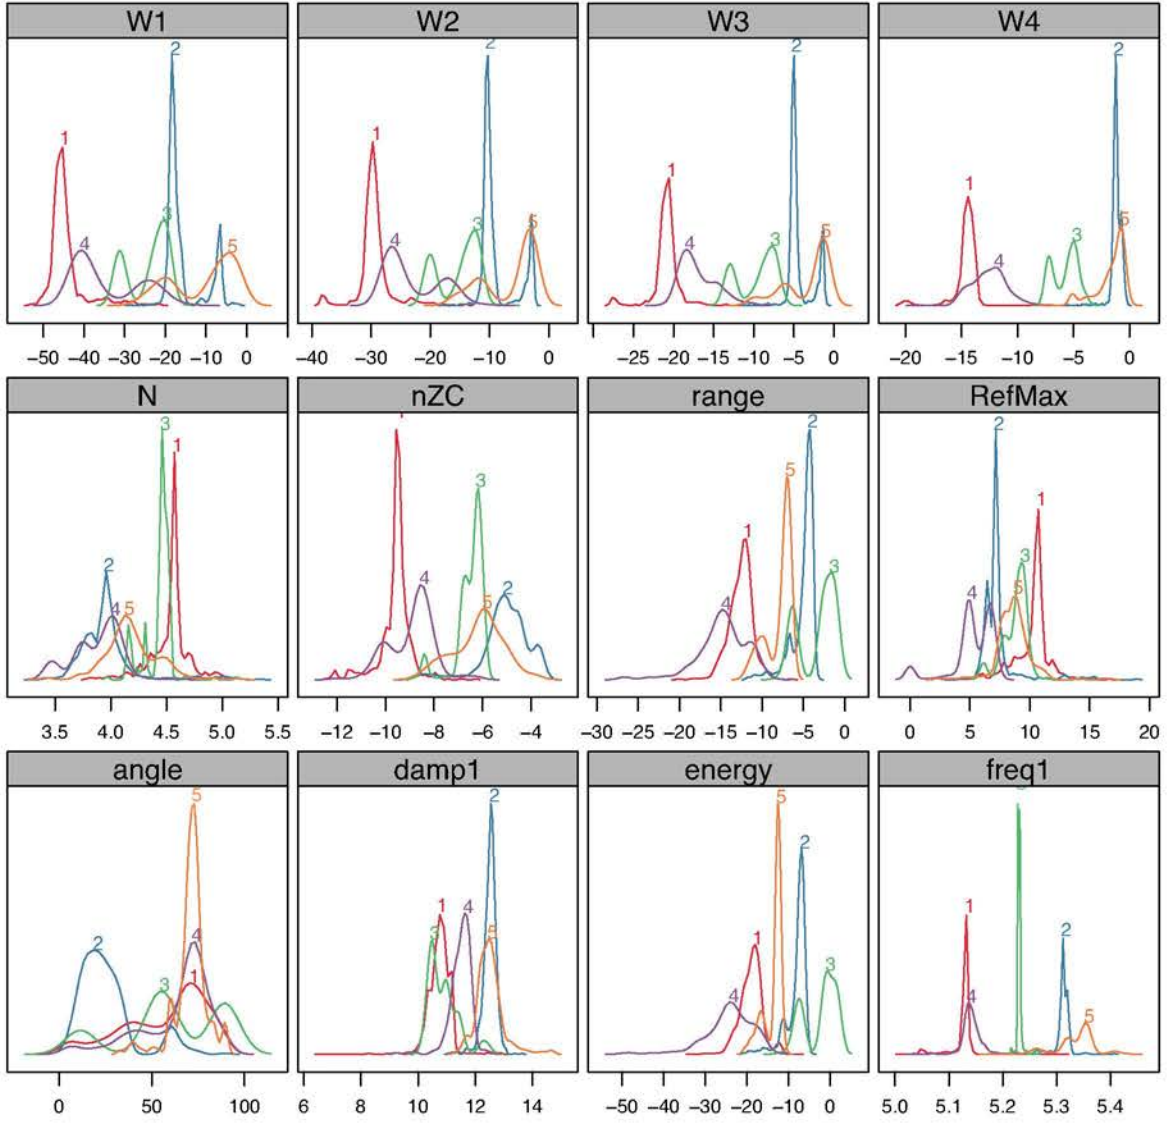 W1 W2 W3 W4
2 2 2 2
1 1 1 1
3 3 3 3
4 4 4 4
5 5 5 5
−50 −40 −30 −20 −10 0 −40 −30 −20 −10 0 −25 −20 −15 −10 −5 0 −20 −15 −10 −5 0
N nZC range RefMax
3 1 2 4 5
1 3 4 5 2
2 5 1 3 4
2 1 3 4 5
3.5 4.0 4.5 5.0 5.5 −12 −10 −8 −6 −4 −30 −25 −20 −15 −10 −5 0 0 5 10 15 20
angle damp1 energy freq1
5 2 4 3 1
2 1 4 3 5
5 2 1 3 4
3 1 2 4 5
0 50 100 6 8 10 12 14 −50 −40 −30 −20 −10 0 5.0 5.1 5.2 5.3 5.4